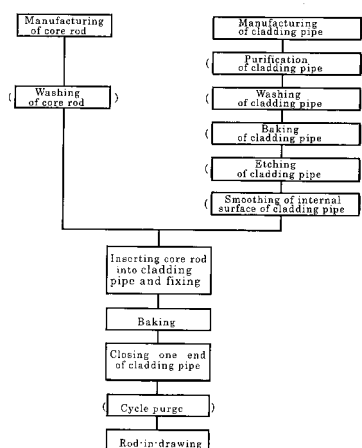 Manufacturing
of core rod
(Washing
of core rod)
Manufacturing
of cladding pipe
(Purification
of cladding pipe
(Washing
of cladding pipe
(Baking
of cladding pipe
(Etching
of cladding pipe
(Smoothing of internal
surface of cladding pipe
Inserting core rod
into cladding
pipe and fixing
Baking
Closing one end
of cladding pipe
(Cycle purge)
Rod-in-drawing